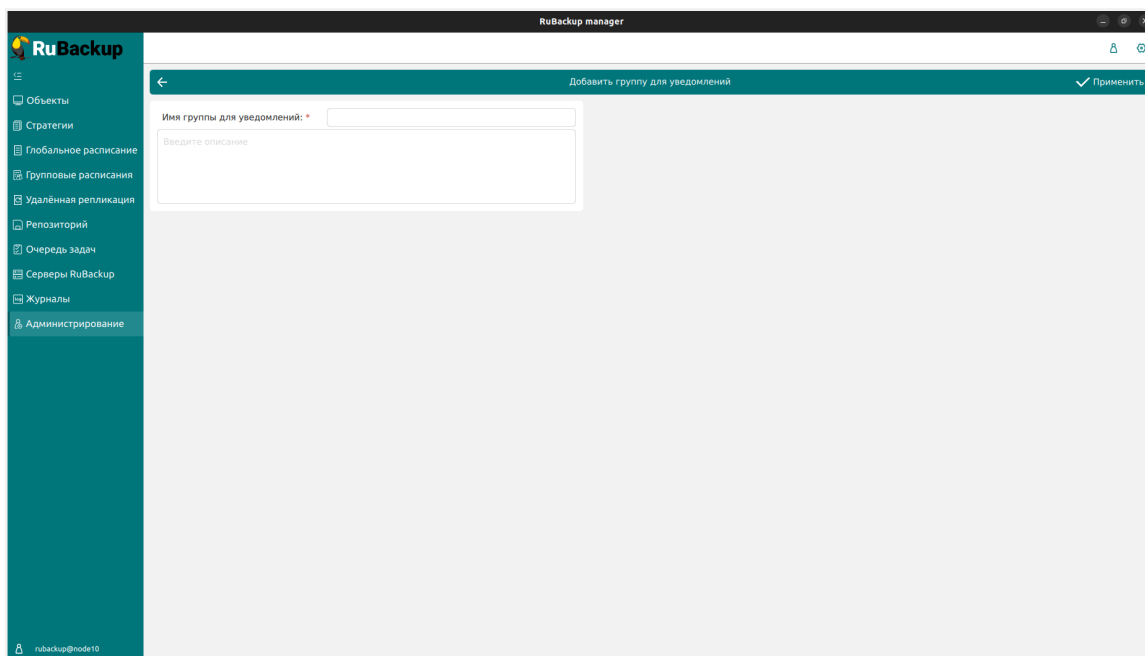 RuBackup manager
RuBackup
Добавить группу для уведомлений
Применить
Объекты
Стратегии
Глобальное расписание
Групповые расписания
Удалённая репликация
Репозиторий
Очередь задач
Серверы RuBackup
Журналы
Администрирование
Имя группы для уведомлений: *
Введите описание
rubackup@node10